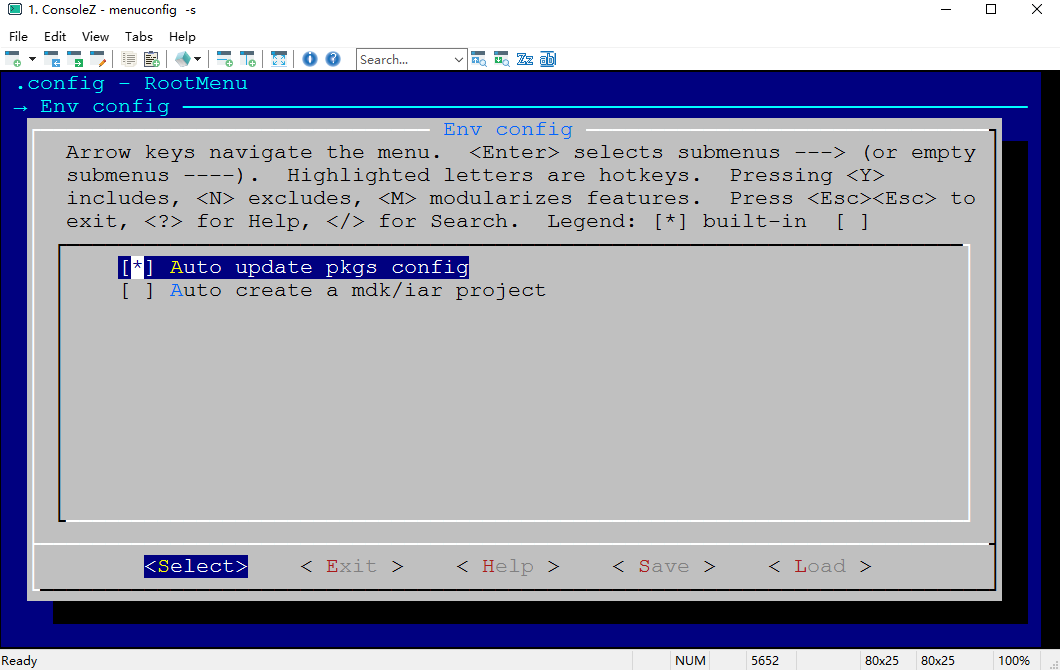 1. ConsoleZ - menuconfig -s
File Edit View Tabs Help
Search...
.config - RootMenu
→ Env config
Env config
Arrow keys navigate the menu. <Enter> selects submenus ---> (or empty
submenus ----). Highlighted letters are hotkeys. Pressing <Y>
includes, <N> excludes, <M> modularizes features. Press <Esc><Esc> to
exit, <?> for Help, </> for Search. Legend: [*] built-in [ ]
[*] Auto update pkgs config
[ ] Auto create a mdk/iar project
<Select> < Exit > < Help > < Save > < Load >
Ready NUM 5652 80x25 80x25 100%